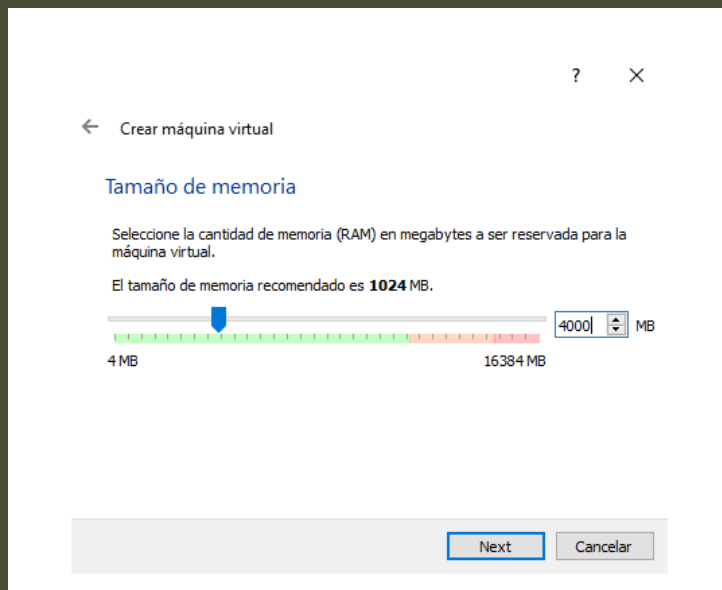 ?
Crear máquina virtual
Tamaño de memoria
Seleccione la cantidad de memoria (RAM) en megabytes a ser reservada para la
máquina virtual.
El tamaño de memoria recomendado es 1024 MB.
4000 MB
4 MB 16384 MB
Next Cancelar